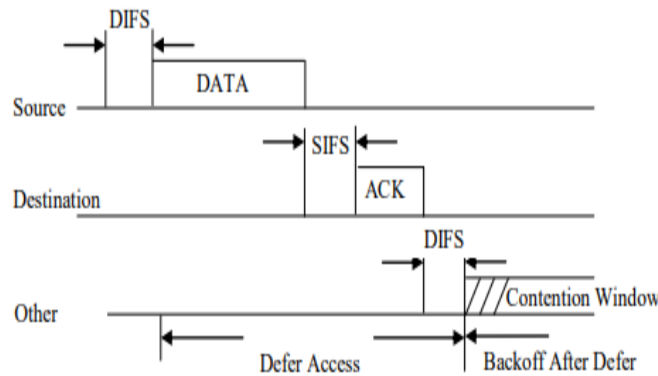 DIFS
DATA
Source
SIFS
ACK
Destination
DIFS
Contention Window
Other
Defer Access
Backoff After Defer